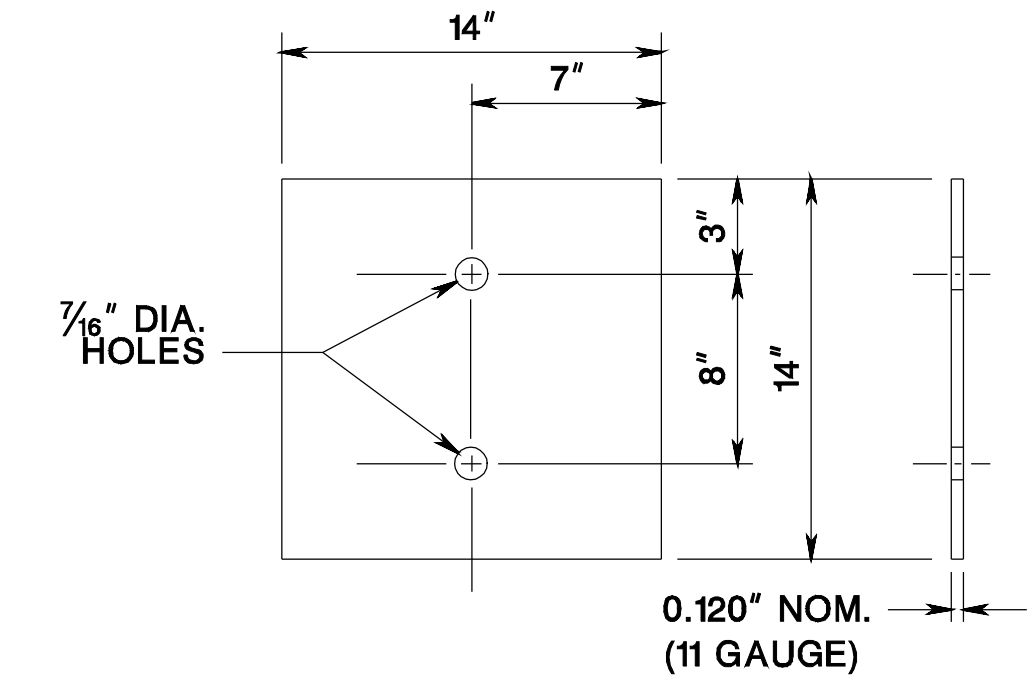 14"
7"
3"
7/16" DIA.
HOLES
8"
14"
0.120" NOM.
(11 GAUGE)